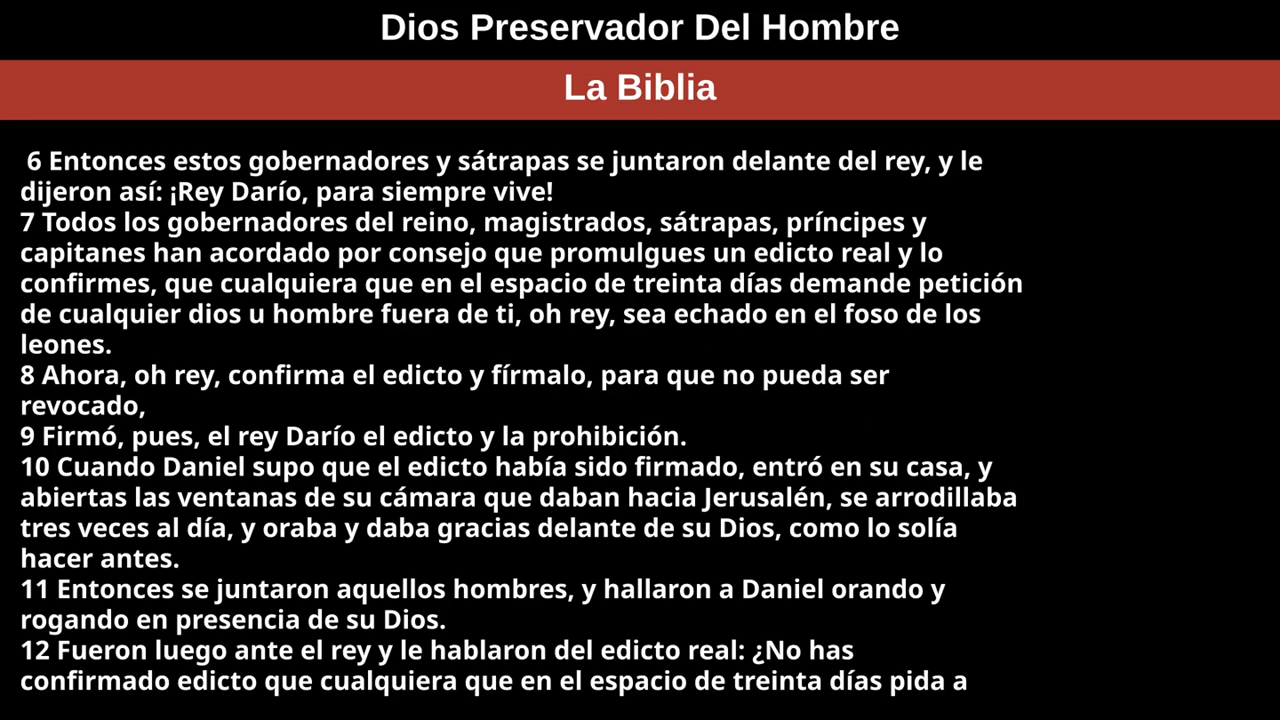 Dios Preservador Del Hombre
La Biblia
6 Entonces estos gobernadores y sátrapas se juntaron delante del rey, y le
dijeron así: ¡Rey Darío, para siempre vive!
7 Todos los gobernadores del reino, magistrados, sátrapas, príncipes y
capitanes han acordado por consejo que promulgues un edicto real y lo
confirmes, que cualquiera que en el espacio de treinta días demande petición
de cualquier dios u hombre fuera de ti, oh rey, sea echado en el foso de los
leones.
8 Ahora, oh rey, confirma el edicto y fírmalo, para que no pueda ser
revocado,
9 Firmó, pues, el rey Darío el edicto y la prohibición.
10 Cuando Daniel supo que el edicto había sido firmado, entró en su casa, y
abiertas las ventanas de su cámara que daban hacia Jerusalén, se arrodillaba
tres veces al día, y oraba y daba gracias delante de su Dios, como lo solía
hacer antes.
11 Entonces se juntaron aquellos hombres, y hallaron a Daniel orando y
rogando en presencia de su Dios.
12 Fueron luego ante el rey y le hablaron del edicto real: ¿No has
confirmado edicto que cualquiera que en el espacio de treinta días pida a